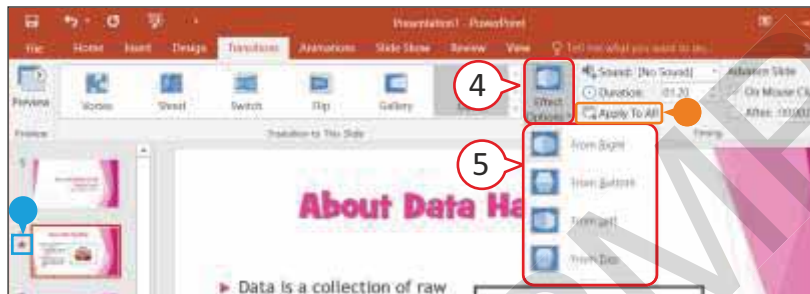 Presentation1 - PowerPoint
File Home Insert Design Transitions Animations Slide Show Review View Tell me what you want to do...
Preview
Vortex Shred Switch Flip Gallery
Effect Options
Sound: [No Sound]
Duration: 01.20
Apply To All
Advance Slide
On Mouse Cl
After: 00:00.0
Preview
Transition to This Slide
Timing
4
5
From Right
From Bottom
From Left
From Top
1
About Data Ha
Data is a collection of raw